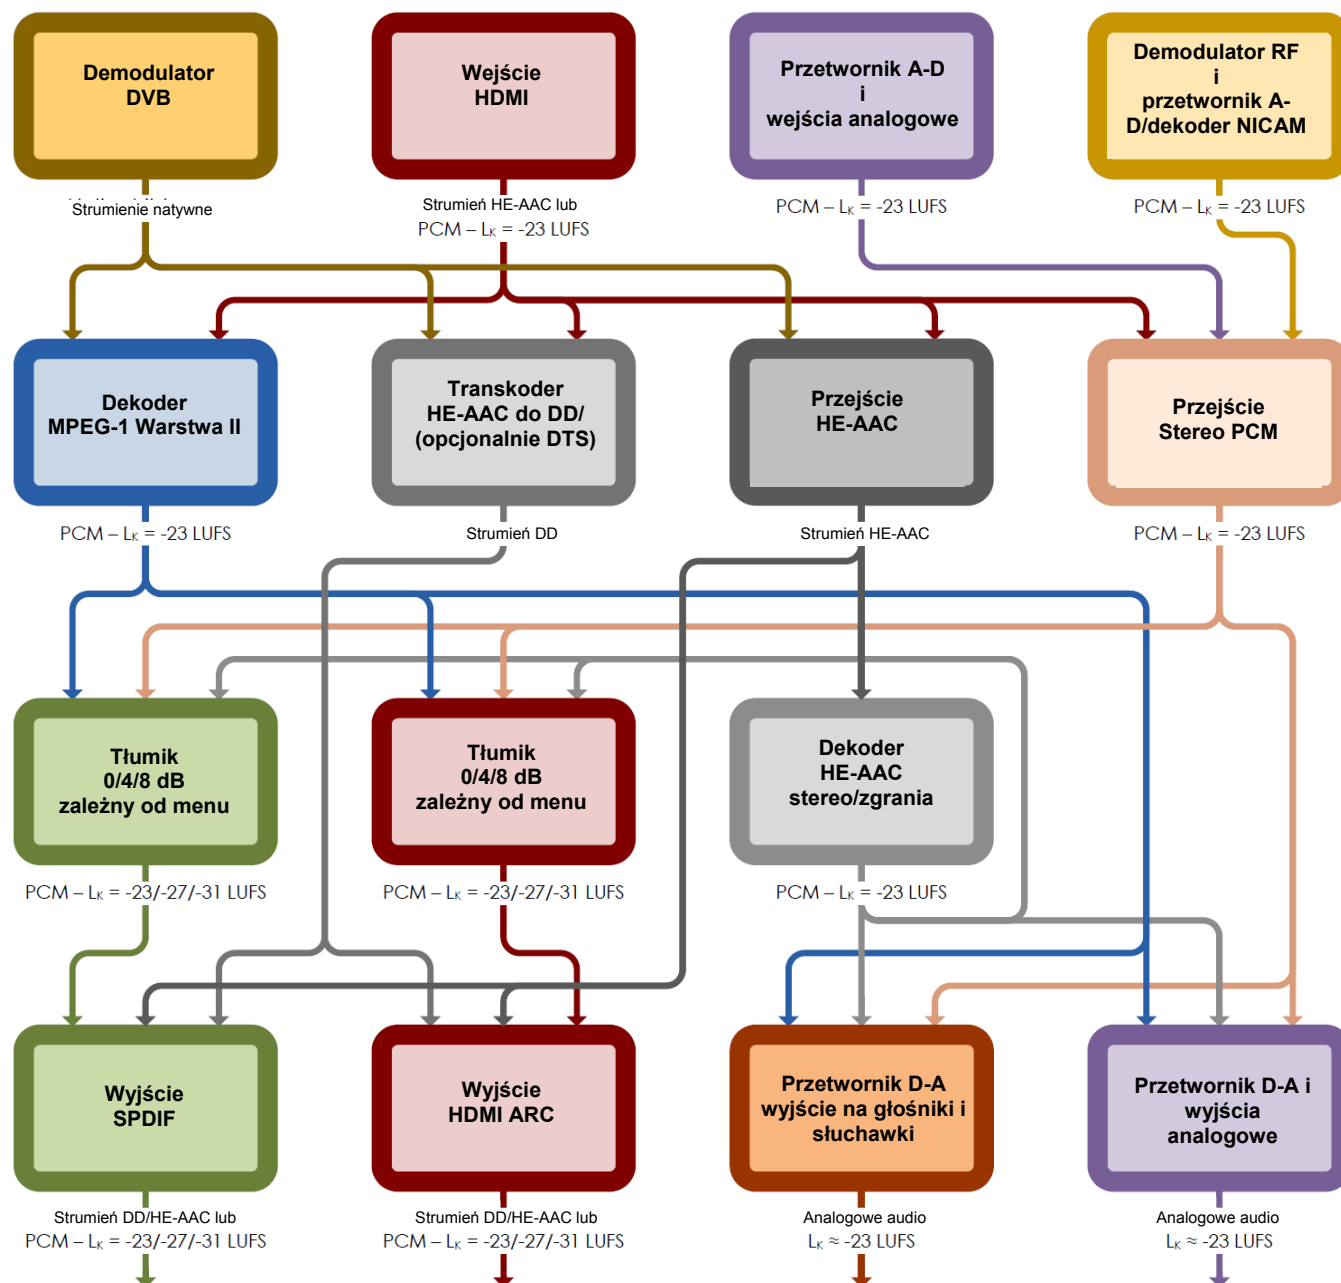 Demodulator
DVB
Wejście
HDMI
Przetwornik A-D
i
wejścia analogowe
Demodulator RF
i
przetwornik A-
D/dekoder NICAM
Strumienie natywne
Strumień HE-AAC lub
PCM – LK = -23 LUFS
PCM – LK = -23 LUFS
PCM – LK = -23 LUFS
Dekoder
MPEG-1 Warstwa II
Transkoder
HE-AAC do DD/
(opcjonalnie DTS)
Przejście
HE-AAC
Przejście
Stereo PCM
PCM – LK = -23 LUFS
Strumień DD
Strumień HE-AAC
PCM – LK = -23 LUFS
Tłumik
0/4/8 dB
zależny od menu
Tłumik
0/4/8 dB
zależny od menu
Dekoder
HE-AAC
stereo/zgrania
PCM – LK = -23/-27/-31 LUFS
PCM – LK = -23/-27/-31 LUFS
PCM – LK = -23 LUFS
Wyjście
SPDIF
Wyjście
HDMI ARC
Przetwornik D-A
wyjście na głośniki i
słuchawki
Przetwornik D-A i
wyjścia
analogowe
Strumień DD/HE-AAC lub
PCM – LK = -23/-27/-31 LUFS
Strumień DD/HE-AAC lub
PCM – LK = -23/-27/-31 LUFS
Analogowe audio
LK ≈ -23 LUFS
Analogowe audio
LK ≈ -23 LUFS